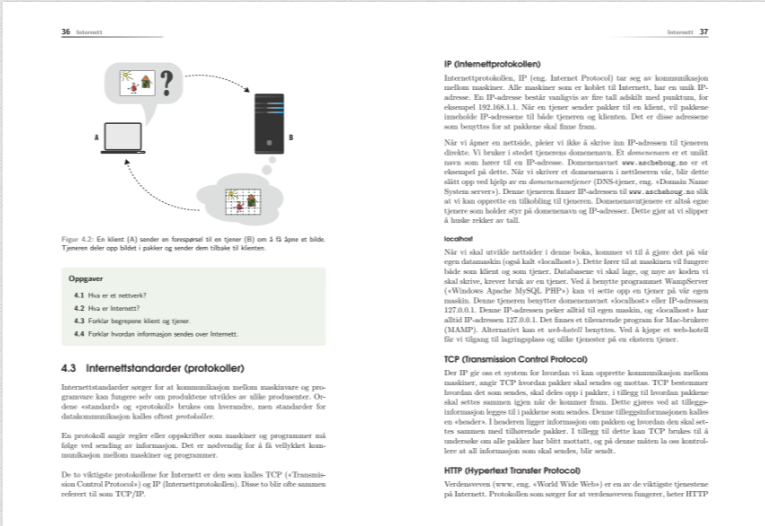 36 Internett
?
A
B
Figur 4.2: En klient (A) sender en forespørsel til en tjener (B) om å få åpne et bilde.
Tjeneren deler opp bildet i pakker og sender dem tilbake til klienten.
Oppgaver
4.1 Hva er et nettverk?
4.2 Hva er Internett?
4.3 Forklar begrepene klient og tjener.
4.4 Forklar hvordan informasjon sendes over Internett.
4.3 Internettstandarder (protokoller)
Internettstandarder sørger for at kommunikasjon mellom maskinvare og pro-
gramvare kan fungere selv om produktene utvikles av ulike produsenter. Or-
dene «standard» og «protokoll» brukes om hverandre, men standarder for
datakommunikasjon kalles oftest protokoller.
En protokoll angir regler eller oppskrifter som maskiner og programmer må
følge ved sending av informasjon. Det er nødvendig for å få vellykket kom-
munikasjon mellom maskiner og programmer.
De to viktigste protokollene for Internett er den som kalles TCP («Transmis-
sion Control Protocol») og IP (Internettprotokollen). Disse to blir ofte sammen
referert til som TCP/IP.
Internett 37
IP (Internettprotokollen)
Internettprotokollen, IP (eng. Internet Protocol) tar seg av kommunikasjon
mellom maskiner. Alle maskiner som er koblet til Internett, har en unik IP-
adresse. En IP-adresse består vanligvis av fire tall adskilt med punktum, for
eksempel 192.168.1.1. Når en tjener sender pakker til en klient, vil pakkene
inneholde IP-adressene til både tjeneren og klienten. Det er disse adressene
som benyttes for at pakkene skal finne fram.
Når vi åpner en nettside, pleier vi ikke å skrive inn IP-adressen til tjeneren
direkte. Vi bruker i stedet tjenerens domenenavn. Et domenenavn er et unikt
navn som hører til en IP-adresse. Domenenavnet www.aschehoug.no er et
eksempel på dette. Når vi skriver et domenenavn i nettleseren vår, blir dette
slått opp ved hjelp av en domenenavntjener (DNS-tjener, eng. «Domain Name
System server»). Denne tjeneren finner IP-adressen til www.aschehoug.no slik
at vi kan opprette en tilkobling til tjeneren. Domenenavntjenere er altså egne
tjenere som holder styr på domenenavn og IP-adresser. Dette gjør at vi slipper
å huske rekker av tall.
localhost
Når vi skal utvikle nettsider i denne boka, kommer vi til å gjøre det på vår
egen datamaskin (også kalt «localhost»). Dette fører til at maskinen vil fungere
både som klient og som tjener. Databasene vi skal lage, og mye av koden vi
skal skrive, krever bruk av en tjener. Ved å benytte programmet WampServer
(«Windows Apache MySQL PHP») kan vi sette opp en tjener på vår egen
maskin. Denne tjeneren benytter domenenavnet «localhost» eller IP-adressen
127.0.0.1. Denne IP-adressen peker alltid til egen maskin, og «localhost» har
alltid IP-adressen 127.0.0.1. Det finnes et tilsvarende program for Mac-brukere
(MAMP). Alternativt kan et web-hotell benyttes. Ved å kjøpe et web-hotell
får vi tilgang til lagringsplass og ulike tjenester på en ekstern tjener.
TCP (Transmission Control Protocol)
Der IP gir oss et system for hvordan vi kan opprette kommunikasjon mellom
maskiner, angir TCP hvordan pakker skal sendes og mottas. TCP bestemmer
hvordan det som sendes, skal deles opp i pakker, i tillegg til hvordan pakkene
skal settes sammen igjen når de kommer fram. Dette gjøres ved at tilleggs-
informasjon legges til i pakkene som sendes. Denne tilleggsinformasjonen kalles
en «header». I headeren ligger informasjon om pakken og hvordan den skal set-
tes sammen med tilhørende pakker. I tillegg til dette kan TCP brukes til å
undersøke om alle pakker har blitt mottatt, og på denne måten la oss kontrol-
lere at all informasjon som skal sendes, blir sendt.
HTTP (Hypertext Transfer Protocol)
Verdensveven (www, eng. «World Wide Web») er en av de viktigste tjenestene
på Internett. Protokollen som sørger for at verdensveven fungerer, heter HTTP